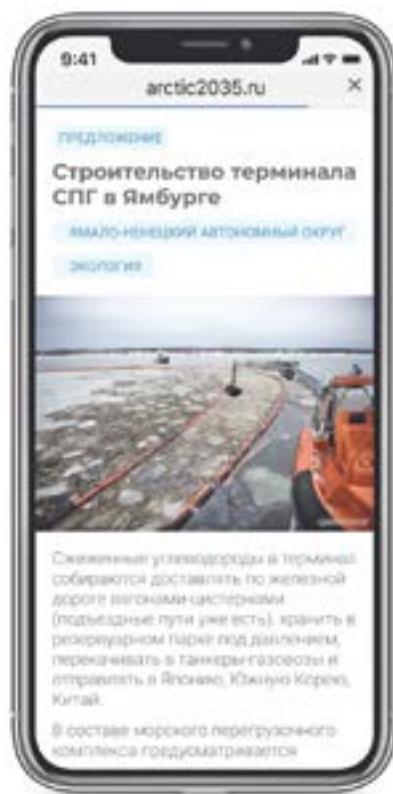 9:41
arctic2035.ru ×
ПРЕДЛОЖЕНИЕ
Строительство терминала
СПГ в Ямбурге
ЯМАЛО-НЕНЕЦКИЙ АВТОНОМНЫЙ ОКРУГ
ЭКОЛОГИЯ
Сжиженные углеводороды в терминал
собираются доставлять по железной
дороге вагонами-цистернами
(подъездные пути уже есть), хранить в
резервуарном парке под давлением,
перекачивать в танкеры-газовозы и
отправлять в Японию, Южную Корею,
Китай.
В составе морского перегрузочного
комплекса предусматривается